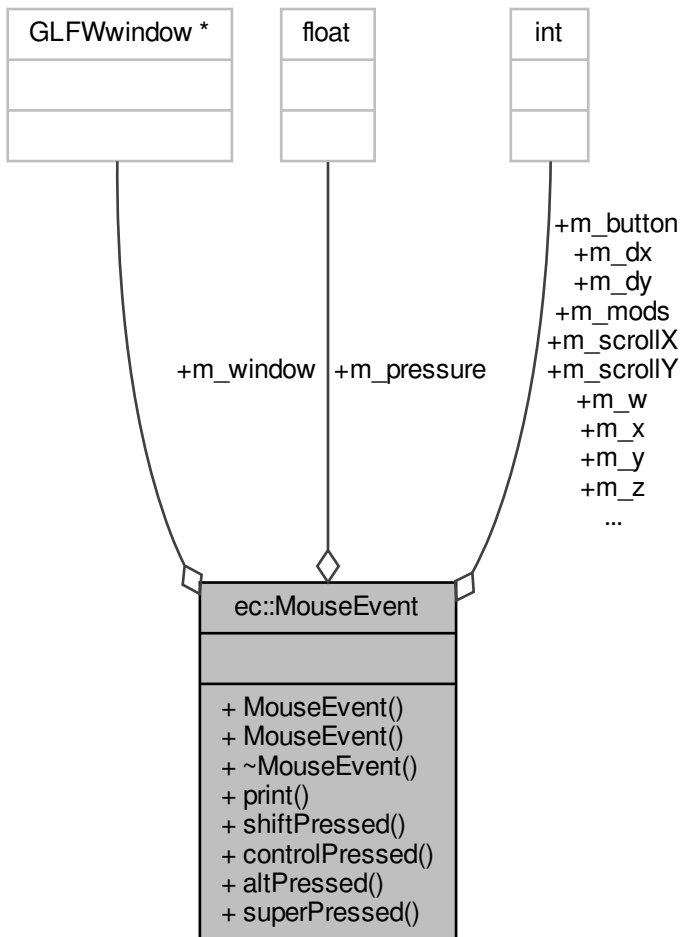 GLFWwindow *
float
int
+m_button
+m_dx
+m_dy
+m_mods
+m_scrollX
+m_scrollY
+m_w
+m_x
+m_y
+m_z
...
+m_window
+m_pressure
ec::MouseEvent
+ MouseEvent()
+ MouseEvent()
+ ~MouseEvent()
+ print()
+ shiftPressed()
+ controlPressed()
+ altPressed()
+ superPressed()